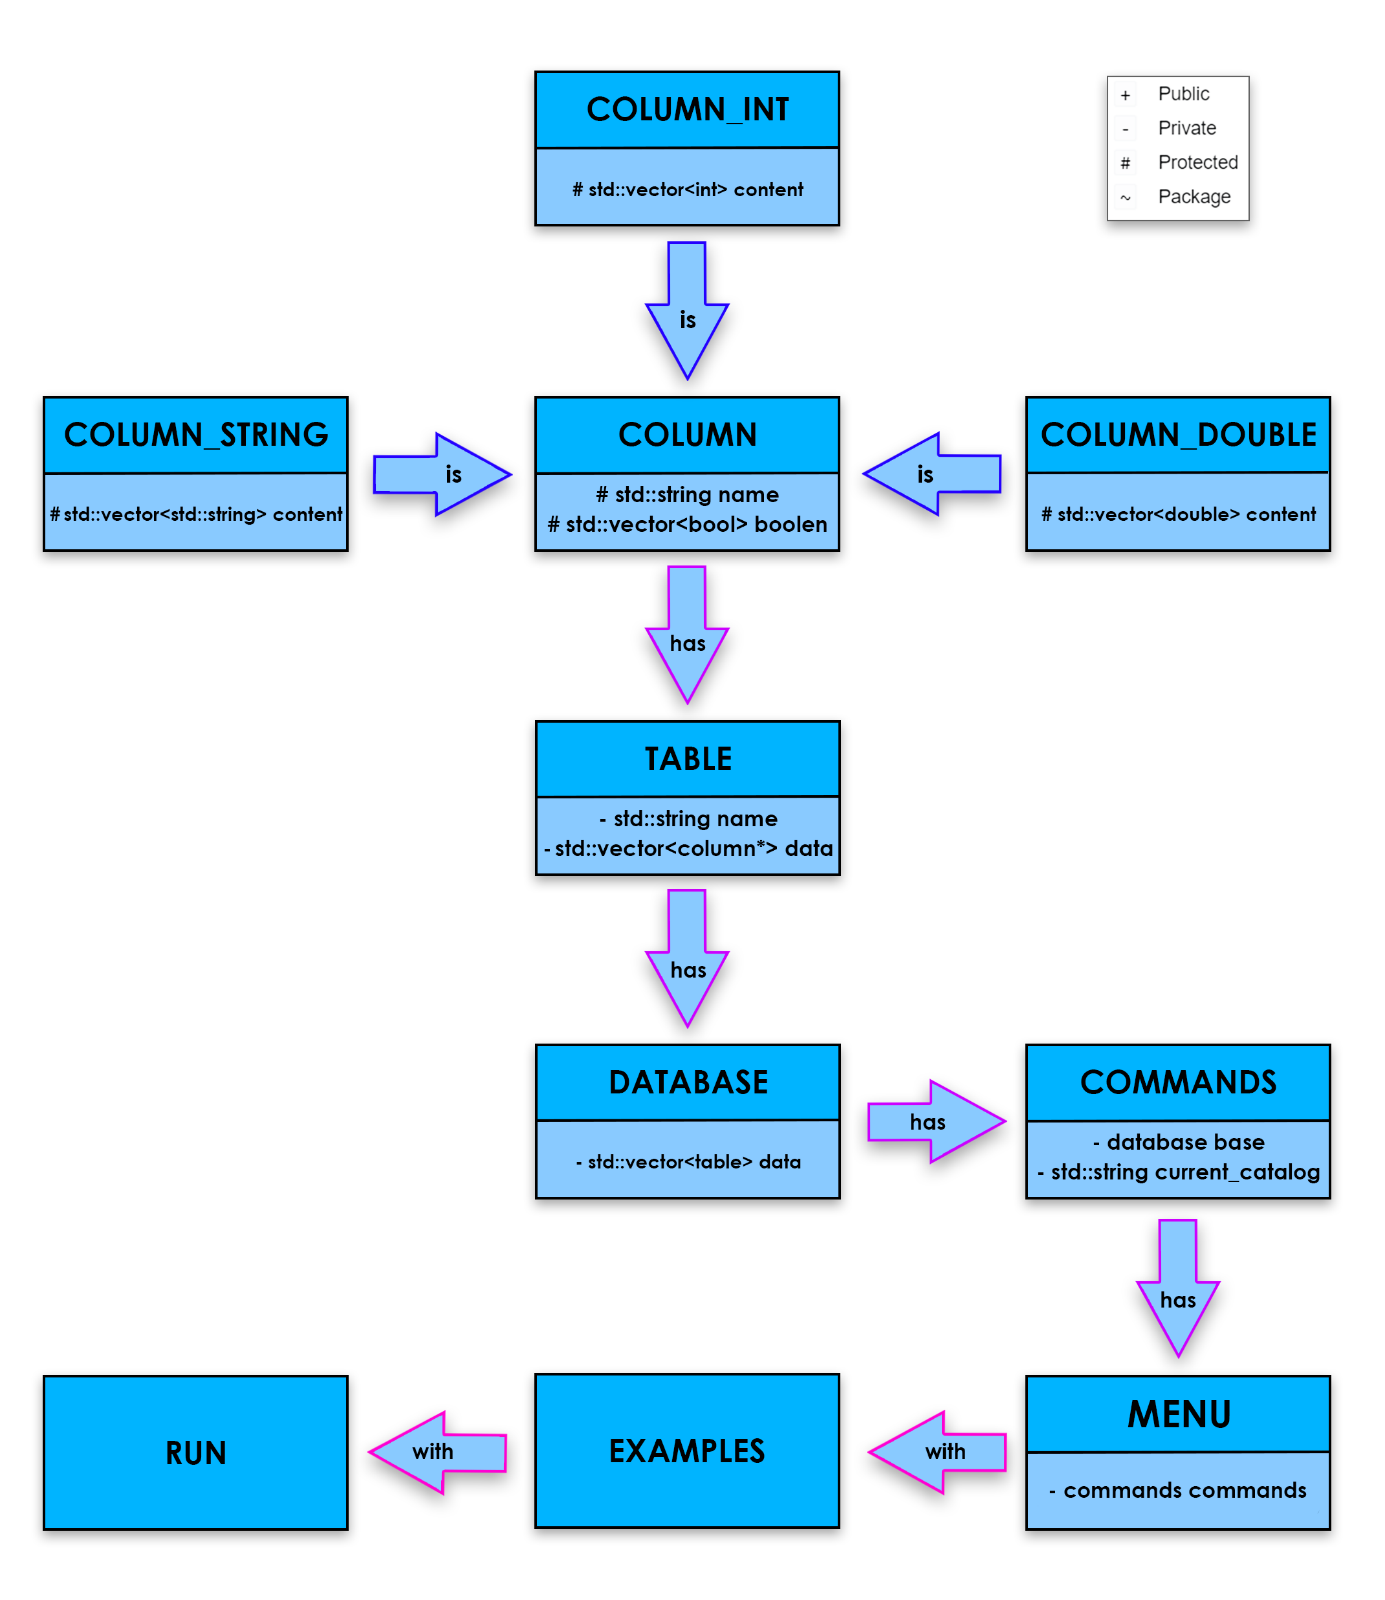 COLUMN_INT
# std::vector<int> content
+ Public
- Private
# Protected
~ Package
is
COLUMN_STRING
# std::vector<std::string> content
is
COLUMN
# std::string name
# std::vector<bool> boolen
is
COLUMN_DOUBLE
# std::vector<double> content
has
TABLE
- std::string name
- std::vector<column*> data
has
DATABASE
- std::vector<table> data
has
COMMANDS
- database base
- std::string current_catalog
has
MENU
- commands commands
with
EXAMPLES
with
RUN